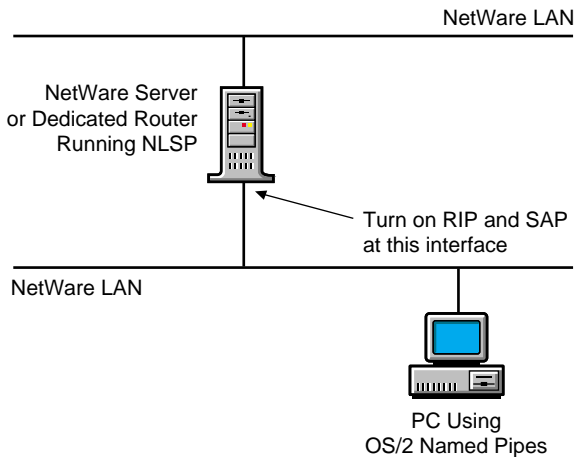 NetWare LAN
NetWare Server
or Dedicated Router
Running NLSP
Turn on RIP and SAP
at this interface
NetWare LAN
PC Using
OS/2 Named Pipes